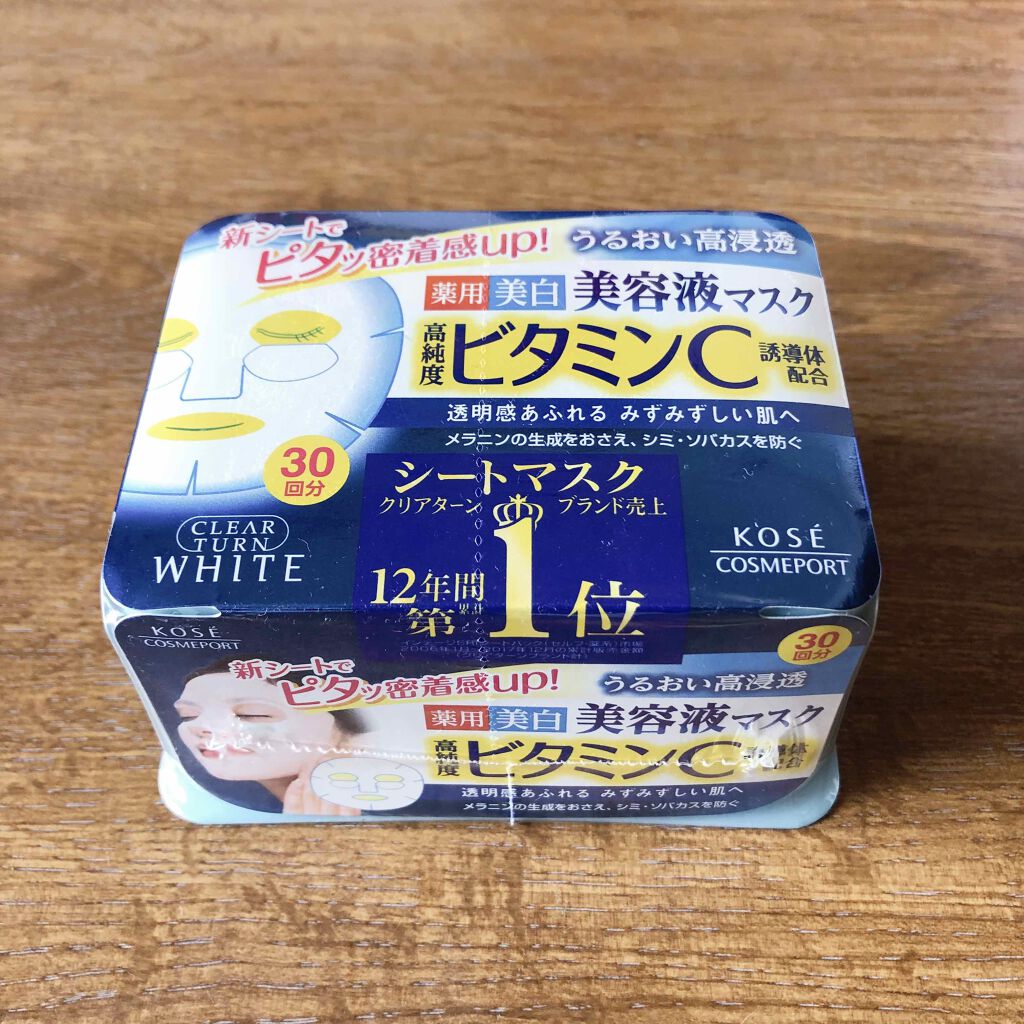 新シートで
ピタッ密着感up!
うるおい高浸透
薬用 美白 美容液マスク
高純度 ビタミンC 誘導体配合
透明感あふれる みずみずしい肌へ
メラニンの生成をおさえ、シミ・ソバカスを防ぐ
30回分
シートマスク
クリアターン ブランド売上
12年間
第1位
CLEAR
TURN
WHITE
KOSÉ
COSMEPORT
KOSÉ
COSMEPORT
30回分
新シートで
ピタッ密着感up!
うるおい高浸透
薬用 美白 美容液マスク
高純度 ビタミンC
透明感あふれる みずみずしい肌へ
メラニンの生成をおさえ、シミ・ソバカスを防ぐ